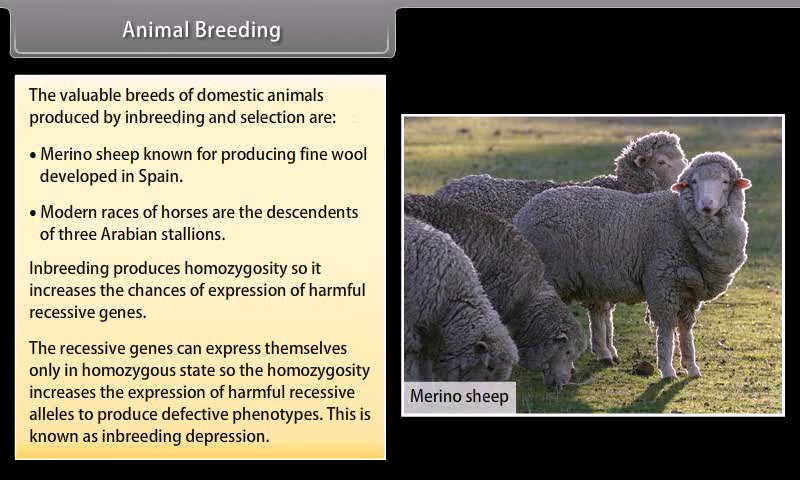 Animal Breeding
The valuable breeds of domestic animals
produced by inbreeding and selection are:
• Merino sheep known for producing fine wool
developed in Spain.
• Modern races of horses are the descendents
of three Arabian stallions.
Inbreeding produces homozygosity so it
increases the chances of expression of harmful
recessive genes.
The recessive genes can express themselves
only in homozygous state so the homozygosity
increases the expression of harmful recessive
alleles to produce defective phenotypes. This is
known as inbreeding depression.
Merino sheep